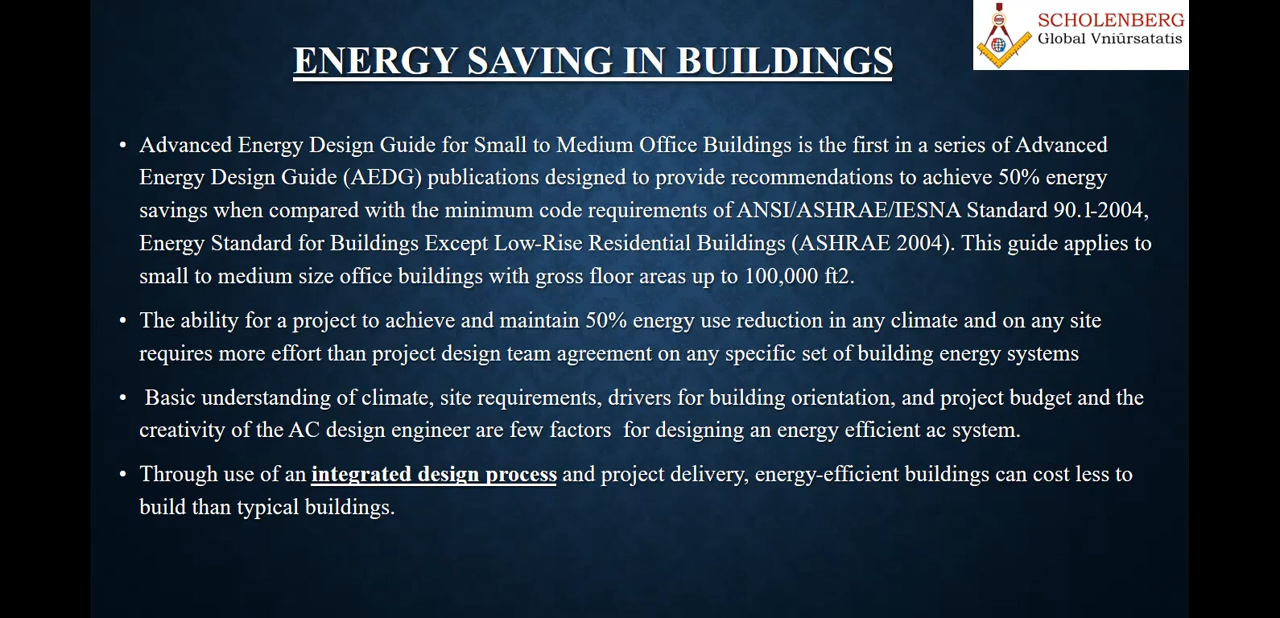 SCHOLENBERG
Global Vniûrsatatis
ENERGY SAVING IN BUILDINGS
• Advanced Energy Design Guide for Small to Medium Office Buildings is the first in a series of Advanced
Energy Design Guide (AEDG) publications designed to provide recommendations to achieve 50% energy
savings when compared with the minimum code requirements of ANSI/ASHRAE/IESNA Standard 90.1-2004,
Energy Standard for Buildings Except Low-Rise Residential Buildings (ASHRAE 2004). This guide applies to
small to medium size office buildings with gross floor areas up to 100,000 ft2.
• The ability for a project to achieve and maintain 50% energy use reduction in any climate and on any site
requires more effort than project design team agreement on any specific set of building energy systems
• Basic understanding of climate, site requirements, drivers for building orientation, and project budget and the
creativity of the AC design engineer are few factors for designing an energy efficient ac system.
• Through use of an integrated design process and project delivery, energy-efficient buildings can cost less to
build than typical buildings.